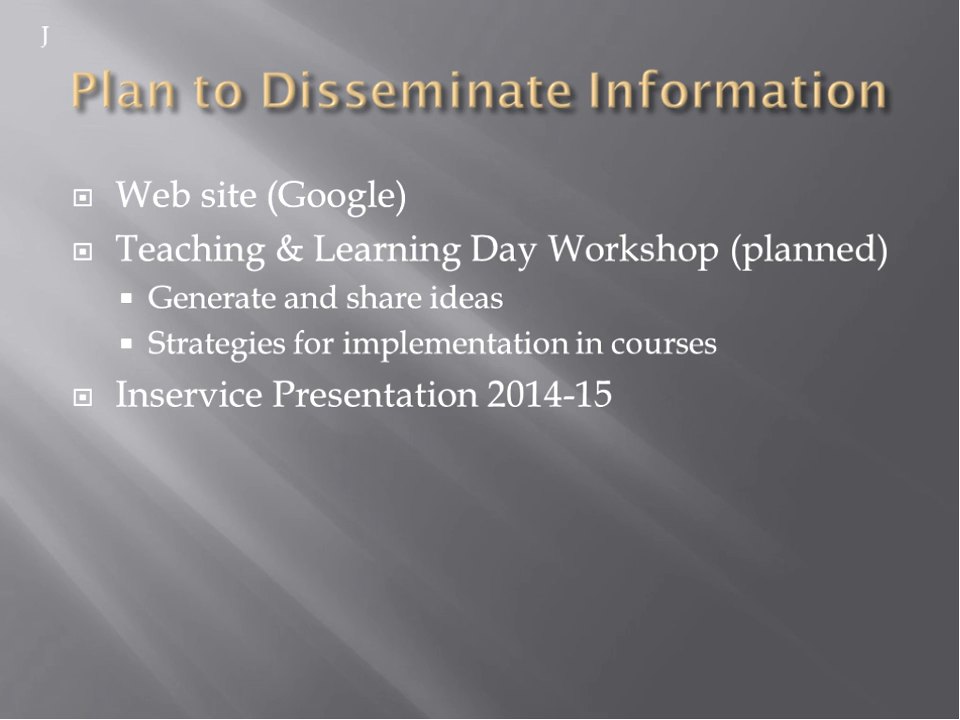 J
Plan to Disseminate Information
Web site (Google)
Teaching & Learning Day Workshop (planned)
Generate and share ideas
Strategies for implementation in courses
Inservice Presentation 2014-15